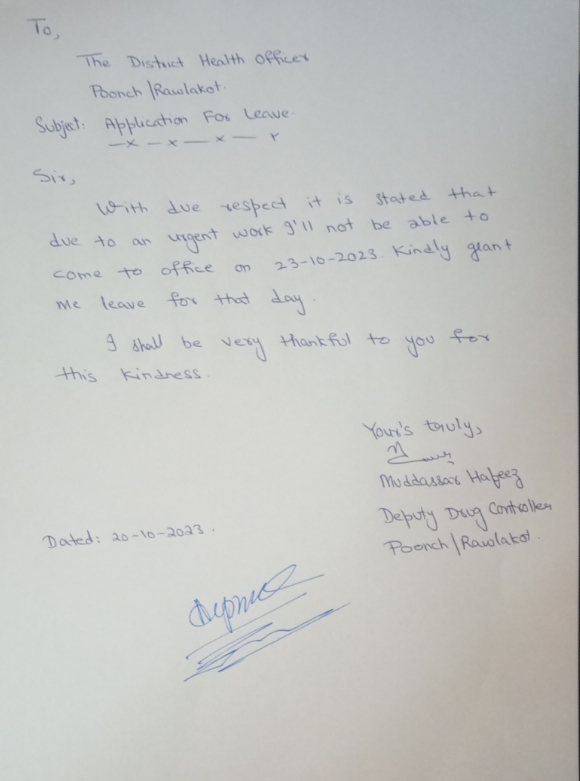 To,
The District Health Officer
Poonch/Rawlakot.
Subject: Application For Leave.
—x—x—x—x
Sir,
With due respect it is stated that
due to an urgent work I'll not be able to
come to office on 23-10-2023. Kindly grant
me leave for that day.
I shall be very thankful to you for
this kindness.
Your's truly,
Muddassar Hafeez
Deputy Drug Controller
Poonch/Rawlakot.
Dated: 20-10-2023.